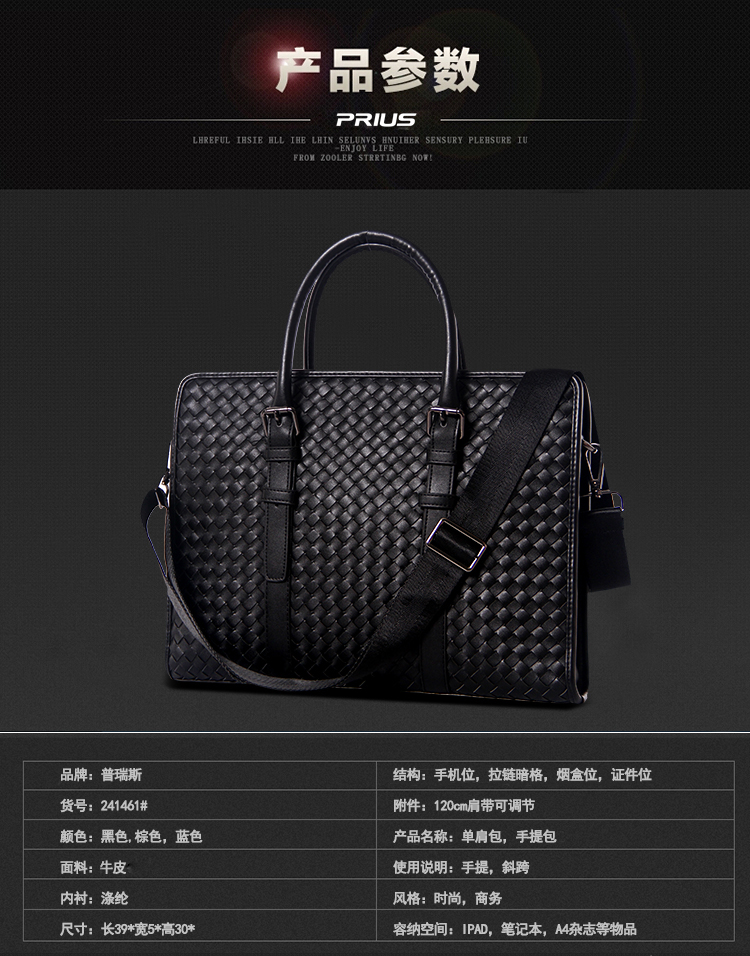 产品参数
PRIUS
LHREFUL IHSIE HLL IHE LHIN SELUNVS HNUIHER SENSURY PLEHSURE IU
-ENJOY LIFE
FROM ZOOLER STRRTINBG NOW!
品牌：普瑞斯
结构：手机位，拉链暗格，烟盒位，证件位
货号：241461#
附件：120cm肩带可调节
颜色：黑色,棕色，蓝色
产品名称：单肩包，手提包
面料：牛皮
使用说明：手提，斜跨
内衬：涤纶
风格：时尚，商务
尺寸：长39*宽5*高30*
容纳空间：IPAD，笔记本，A4杂志等物品